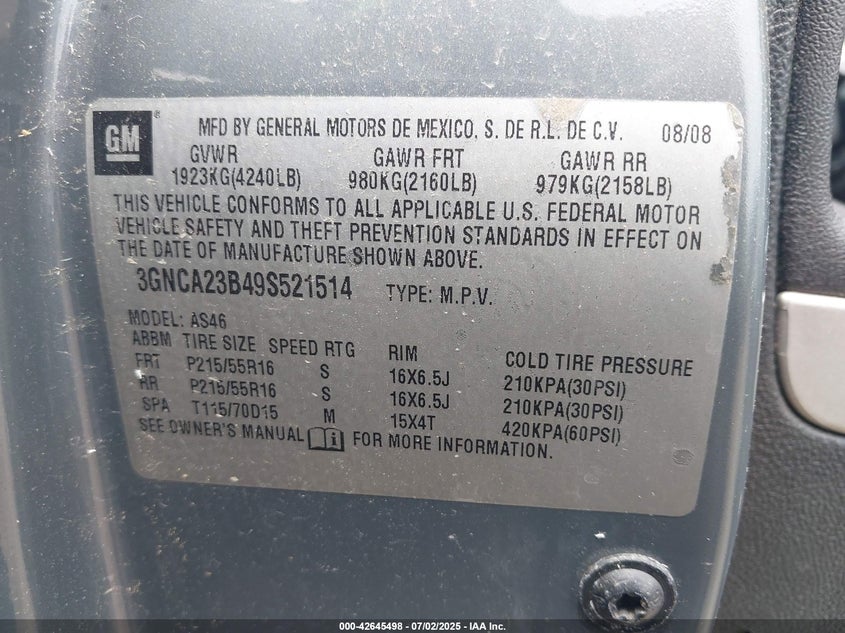 GM
MFD BY GENERAL MOTORS DE MEXICO, S. DE R.L. DE C.V. 08/08
GVWR GAWR FRT GAWR RR
1923KG(4240LB) 980KG(2160LB) 979KG(2158LB)
THIS VEHICLE CONFORMS TO ALL APPLICABLE U.S. FEDERAL MOTOR
VEHICLE SAFETY AND THEFT PREVENTION STANDARDS IN EFFECT ON
THE DATE OF MANUFACTURE SHOWN ABOVE.
3GNCA23B49S521514 TYPE: M.P.V.
MODEL: AS46
ABBM TIRE SIZE SPEED RTG RIM COLD TIRE PRESSURE
FRT P215/55R16 S 16X6.5J 210KPA(30PSI)
RR P215/55R16 S 16X6.5J 210KPA(30PSI)
SPA T115/70D15 M 15X4T 420KPA(60PSI)
SEE OWNER'S MANUAL FOR MORE INFORMATION.
000-42645498 - 07/02/2025 - IAA Inc.